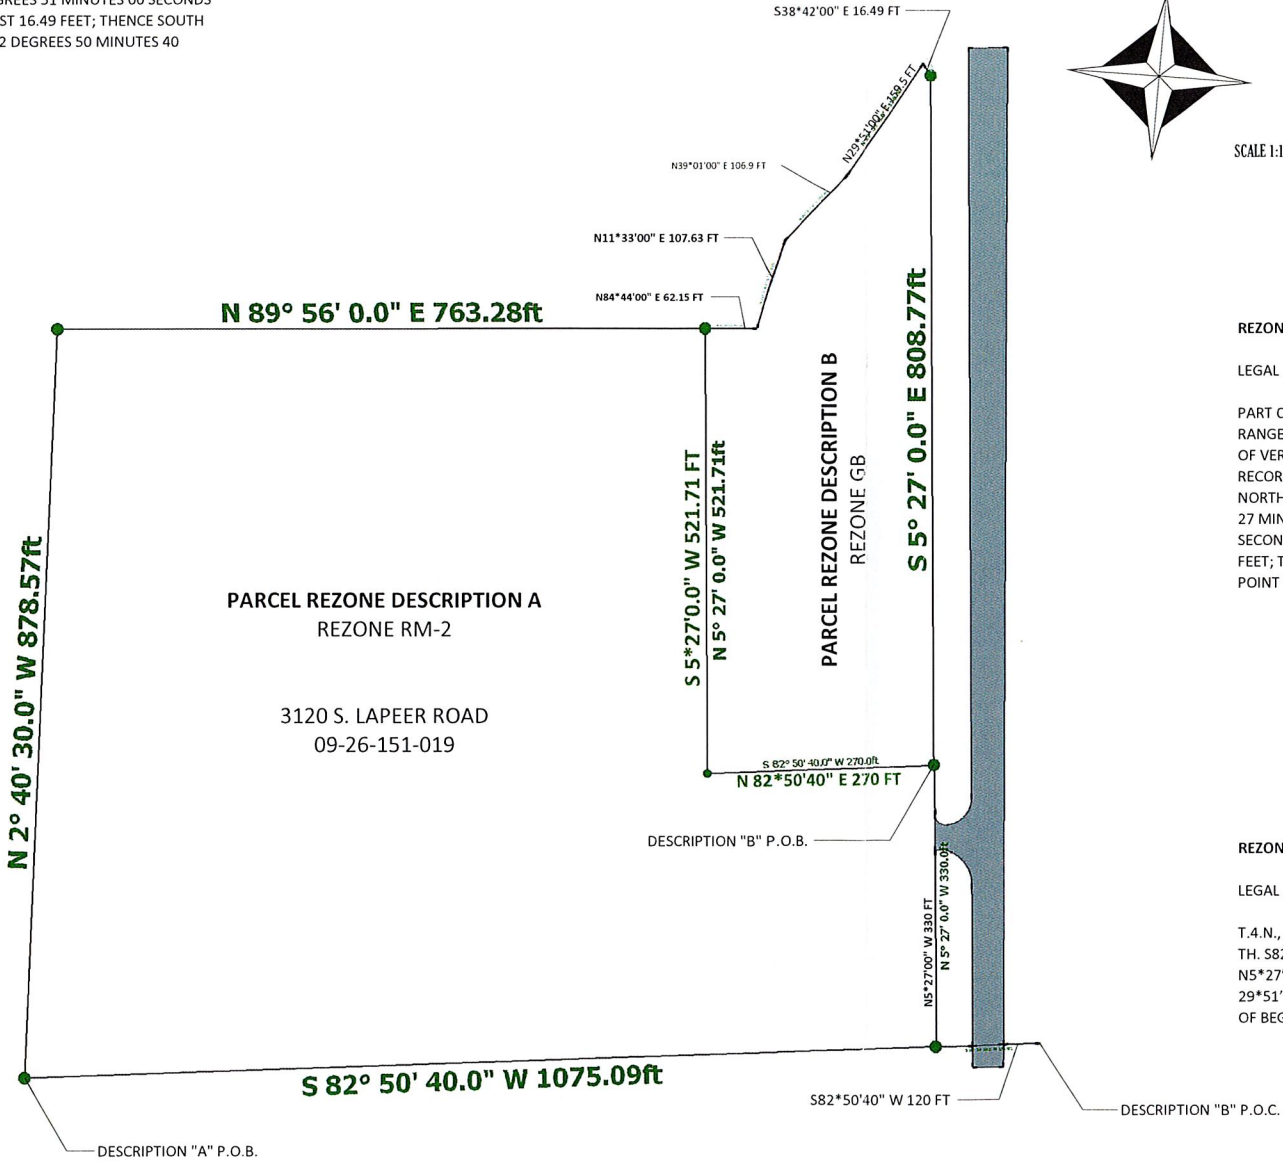 ST 16.49 FEET; THENCE SOUTH
2 DEGREES 50 MINUTES 40
S38*42'00" E 16.49 FT
N29*51'00" E 159.5 FT
SCALE 1:1
N39*01'00" E 106.9 FT
N11*33'00" E 107.63 FT
N84*44'00" E 62.15 FT
N 89° 56' 0.0" E 763.28ft
S 5° 27' 0.0" E 808.77ft
PARCEL REZONE DESCRIPTION B
REZONE GB
S 5*27'0.0" W 521.71 FT
N 5° 27' 0.0" W 521.71ft
N 2° 40' 30.0" W 878.57ft
PARCEL REZONE DESCRIPTION A
REZONE RM-2
3120 S. LAPEER ROAD
09-26-151-019
S 82° 50' 40.0" W 270.0ft
N 82*50'40" E 270 FT
DESCRIPTION "B" P.O.B.
N5*27'00" W 330 FT
N 5° 27' 0.0" W 330.0ft
S 82° 50' 40.0" W 1075.09ft
S82*50'40" W 120 FT
DESCRIPTION "B" P.O.C.
DESCRIPTION "A" P.O.B.
REZON
LEGAL
PART O
RANGE
OF VER
RECOR
NORTH
27 MIN
SECON
FEET; T
POINT
REZON
LEGAL
T.4.N.,
TH. S82
N5*27'
29*51'
OF BEG